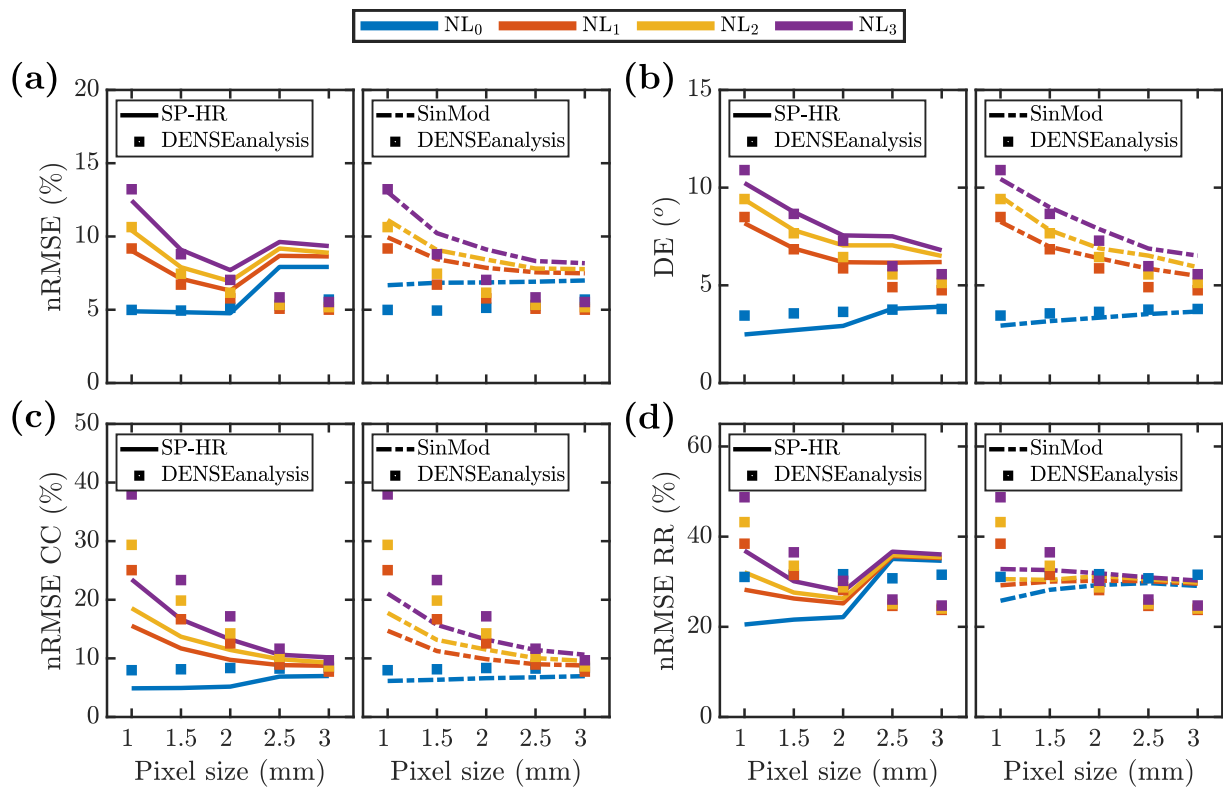 NL₀ NL₁ NL₂ NL₃
(a)
nRMSE (%)
20
15
10
5
0
SP-HR
DENSEanalysis
SinMod
DENSEanalysis
(b)
DE (º)
15
10
5
0
SP-HR
DENSEanalysis
SinMod
DENSEanalysis
(c)
nRMSE CC (%)
50
40
30
20
10
0
SP-HR
DENSEanalysis
SinMod
DENSEanalysis
1 1.5 2 2.5 3
Pixel size (mm)
1 1.5 2 2.5 3
Pixel size (mm)
(d)
nRMSE RR (%)
60
40
20
0
SP-HR
DENSEanalysis
SinMod
DENSEanalysis
1 1.5 2 2.5 3
Pixel size (mm)
1 1.5 2 2.5 3
Pixel size (mm)